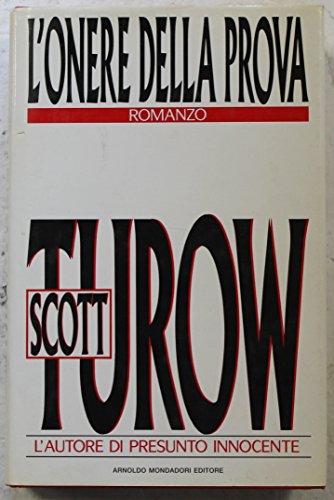 L'ONERE DELLA PROVA
ROMANZO
SCOTT
TUROW
L'AUTORE DI PRESUNTO INNOCENTE
ARNOLDO MONDADORI EDITORE